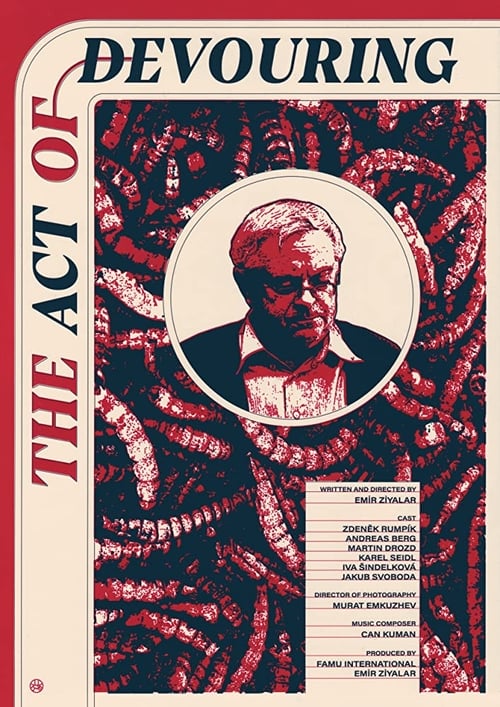 THE ACT OF
DEVOURING
WRITTEN AND DIRECTED BY
EMİR ZİYALAR
CAST
ZDENĚK RUMPÍK
ANDREAS BERG
MARTIN DROZD
KAREL SEIDL
IVA ŠINDELKOVÁ
JAKUB SVOBODA
DIRECTOR OF PHOTOGRAPHY
MURAT EMKUZHEV
MUSIC COMPOSER
CAN KUMAN
PRODUCED BY
FAMU INTERNATIONAL
EMİR ZİYALAR